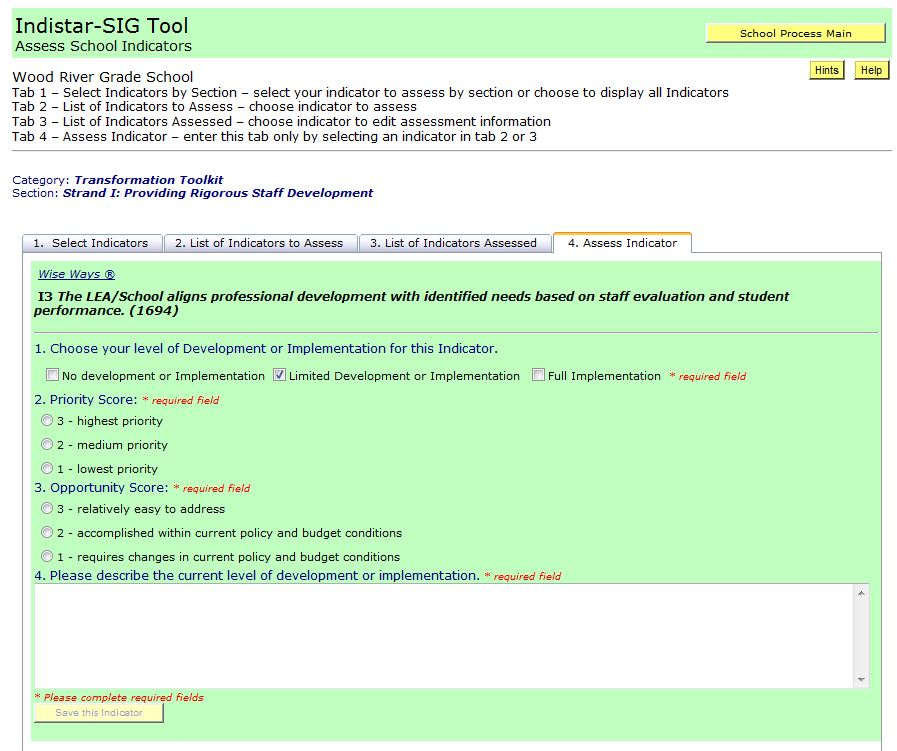 Indistar-SIG Tool
Assess School Indicators
School Process Main
Hints
Help
Wood River Grade School
Tab 1 – Select Indicators by Section – select your indicator to assess by section or choose to display all Indicators
Tab 2 – List of Indicators to Assess – choose indicator to assess
Tab 3 – List of Indicators Assessed – choose indicator to edit assessment information
Tab 4 – Assess Indicator – enter this tab only by selecting an indicator in tab 2 or 3
Category: Transformation Toolkit
Section: Strand I: Providing Rigorous Staff Development
1. Select Indicators
2. List of Indicators to Assess
3. List of Indicators Assessed
4. Assess Indicator
Wise Ways ®
I3 The LEA/School aligns professional development with identified needs based on staff evaluation and student
performance. (1694)
1. Choose your level of Development or Implementation for this Indicator.
No development or Implementation Limited Development or Implementation Full Implementation * required field
2. Priority Score: * required field
3 - highest priority
2 - medium priority
1 - lowest priority
3. Opportunity Score: * required field
3 - relatively easy to address
2 - accomplished within current policy and budget conditions
1 - requires changes in current policy and budget conditions
4. Please describe the current level of development or implementation. * required field
* Please complete required fields
Save this Indicator